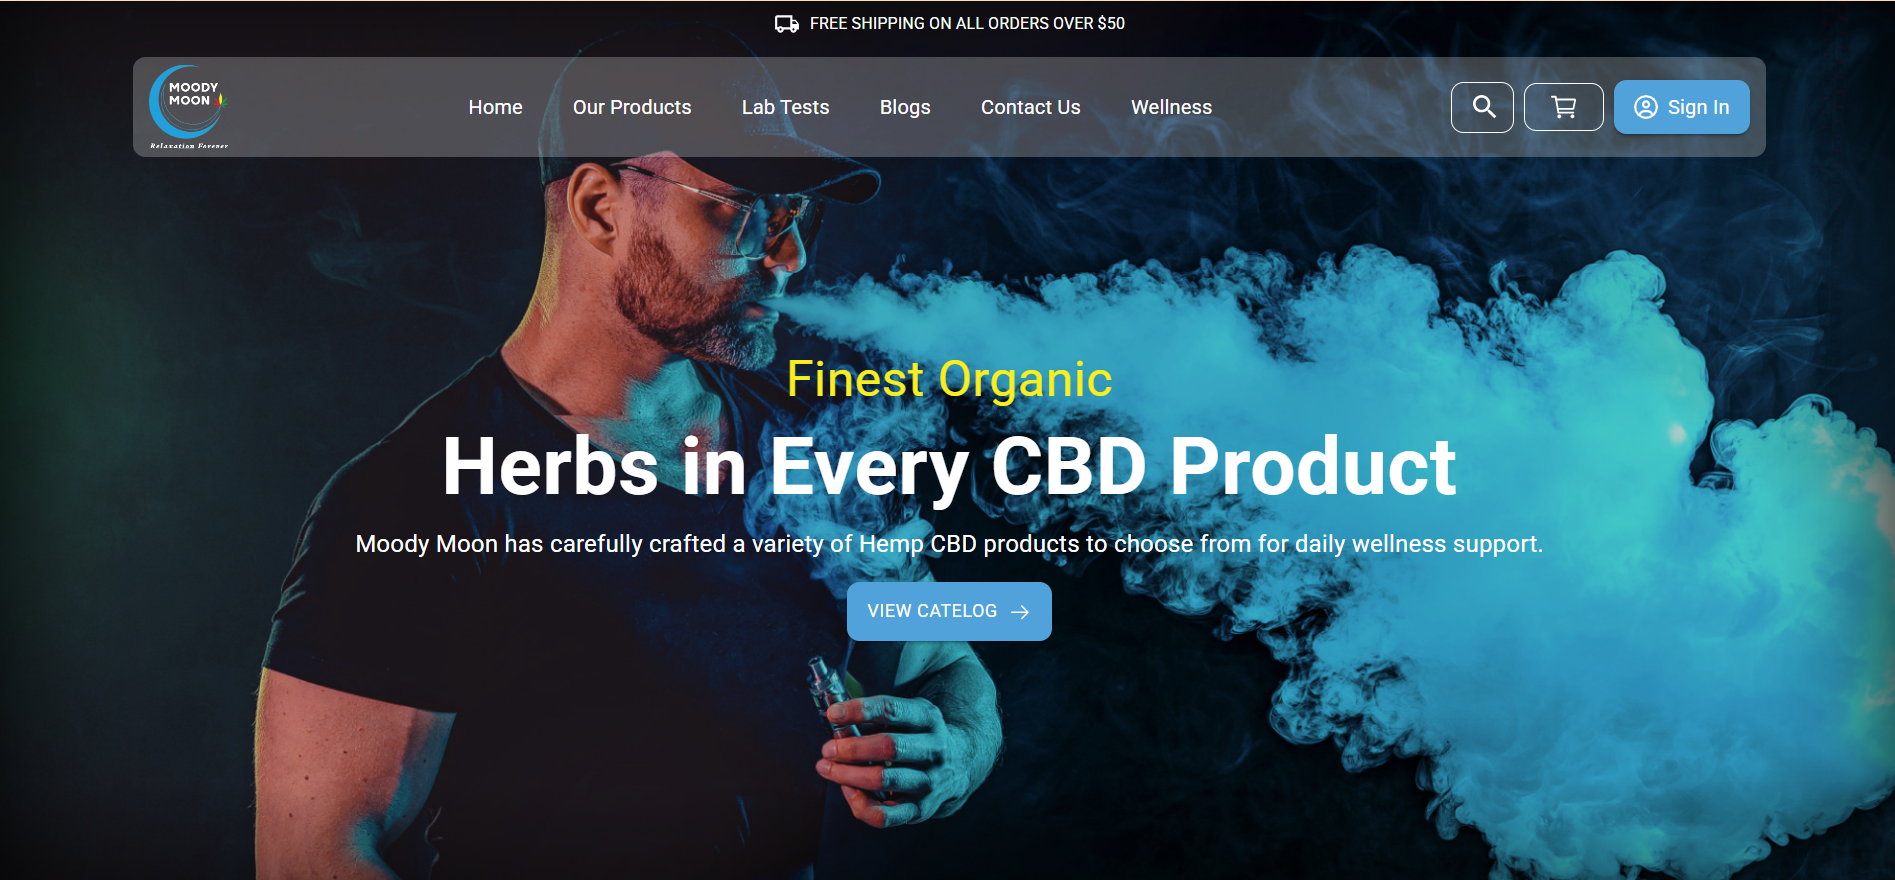 FREE SHIPPING ON ALL ORDERS OVER $50
MOODY
MOON
Relaxation Forever
Home
Our Products
Lab Tests
Blogs
Contact Us
Wellness
Sign In
Finest Organic
Herbs in Every CBD Product
Moody Moon has carefully crafted a variety of Hemp CBD products to choose from for daily wellness support.
VIEW CATELOG